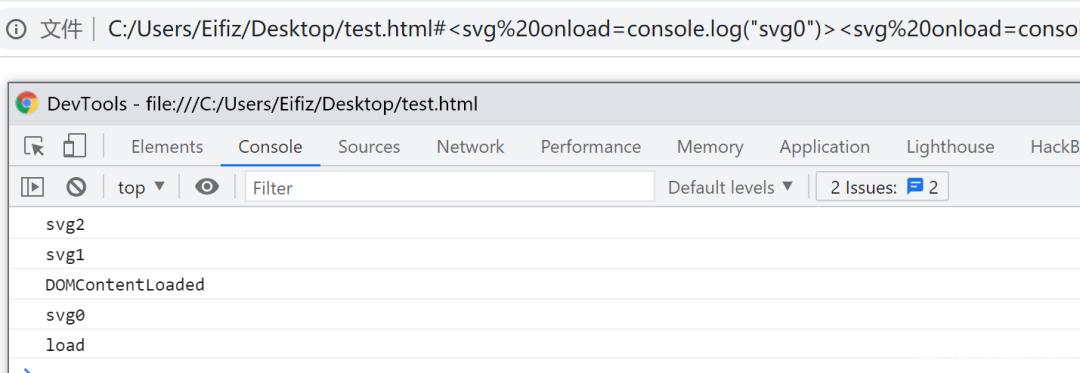 文件 C:/Users/Eifiz/Desktop/test.html#<svg%20onload=console.log("svg0")><svg%20onload=conso
DevTools - file:///C:/Users/Eifiz/Desktop/test.html
Elements Console Sources Network Performance Memory Application Lighthouse HackB
top Filter Default levels 2 Issues: 2
svg2
svg1
DOMContentLoaded
svg0
load